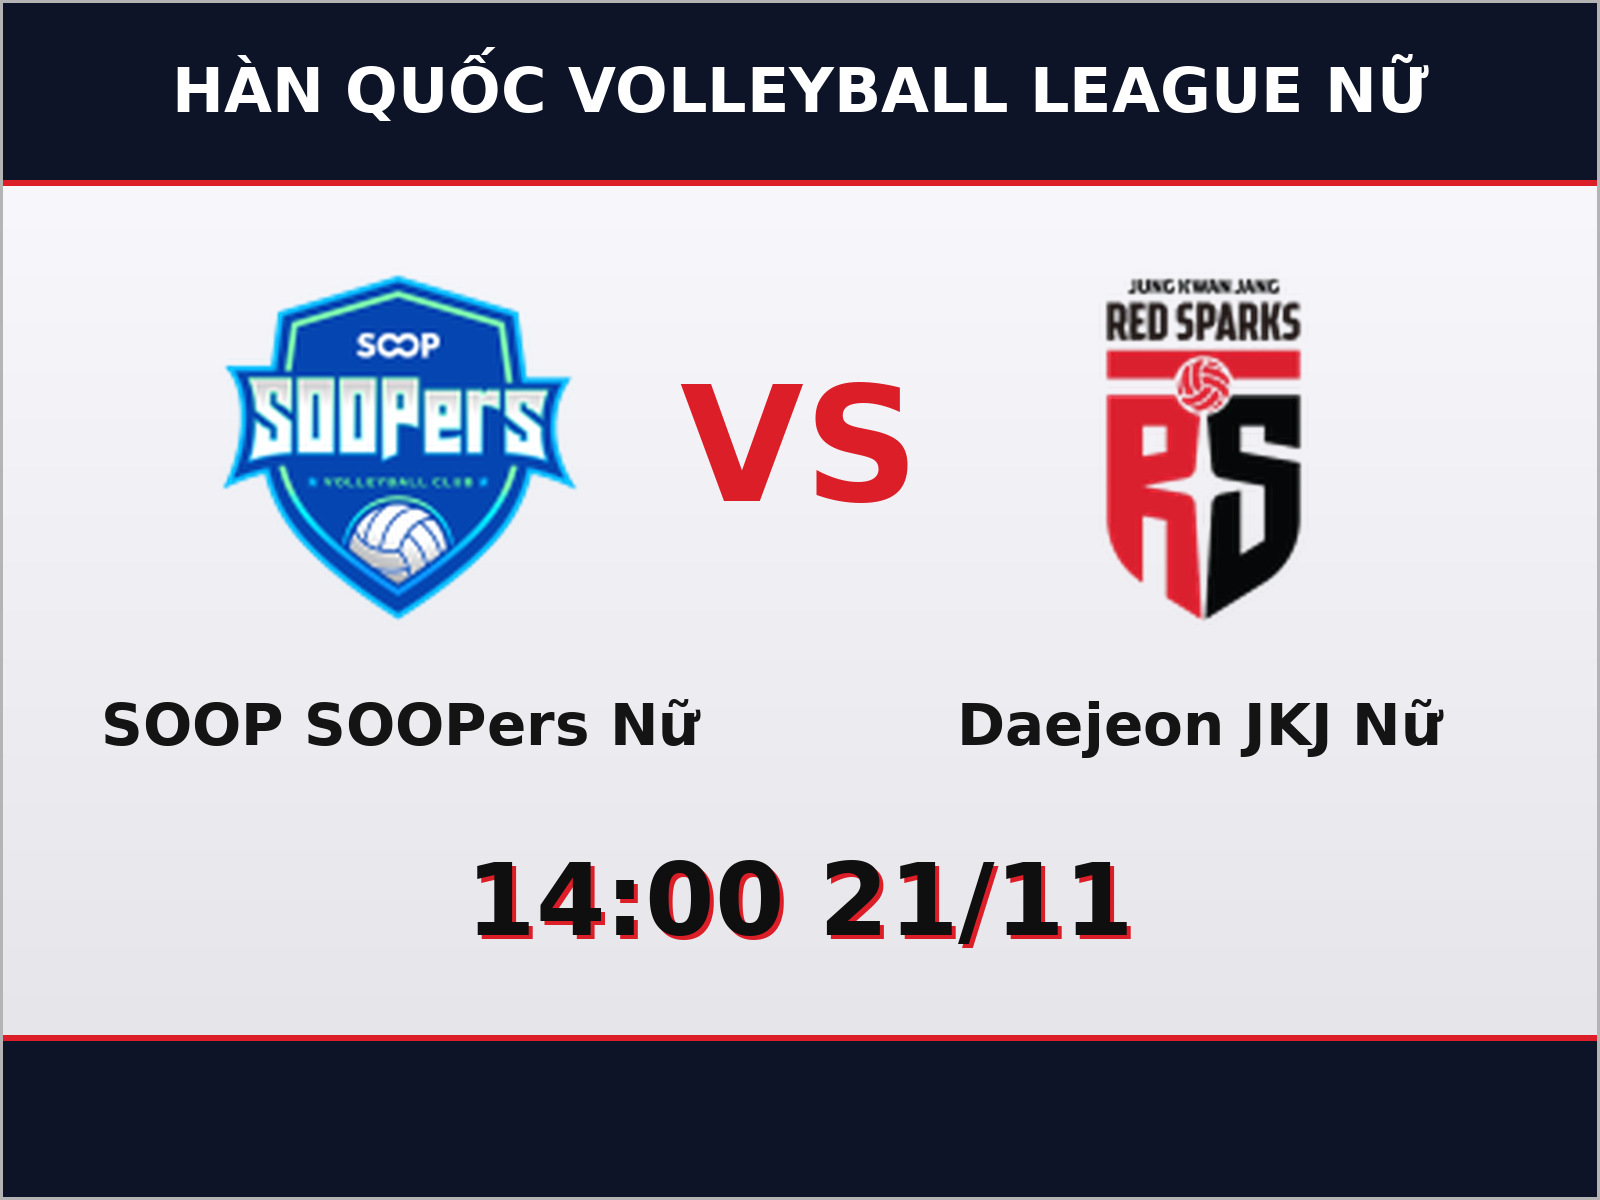 HÀN QUỐC VOLLEYBALL LEAGUE NỮ
SOOP
SOOPers
VOLLEYBALL CLUB
VS
JUNG KWAN JANG
RED SPARKS
RS
SOOP SOOPers Nữ
Daejeon JKJ Nữ
14:00 21/11